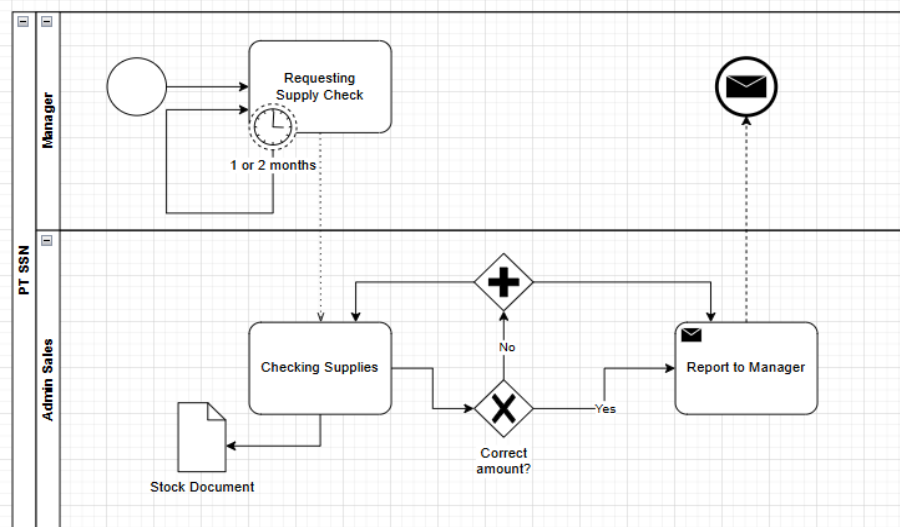 PT SSN
Manager
Requesting
Supply Check
1 or 2 months
Admin Sales
Checking Supplies
No
Yes
Correct
amount?
Report to Manager
Stock Document